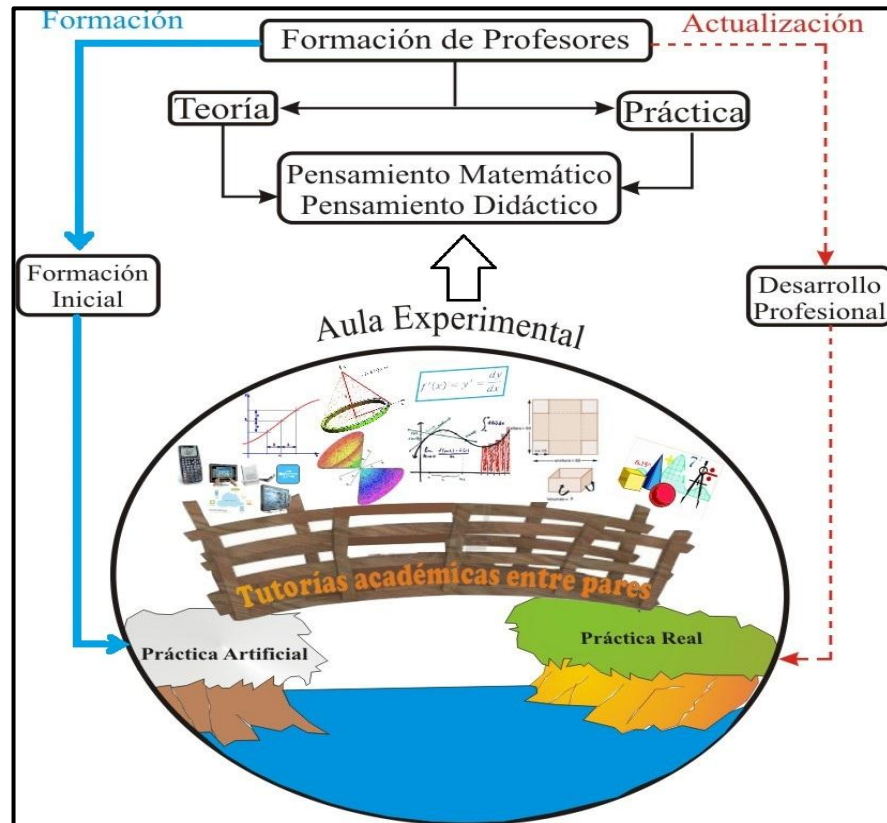 Formación
Formación de Profesores
Actualización
Teoría
Práctica
Pensamiento Matemático
Pensamiento Didáctico
Formación
Inicial
Desarrollo
Profesional
Aula Experimental
f'(x) = y' = dy/dx
Tutorías académicas entre pares
Práctica Artificial
Práctica Real